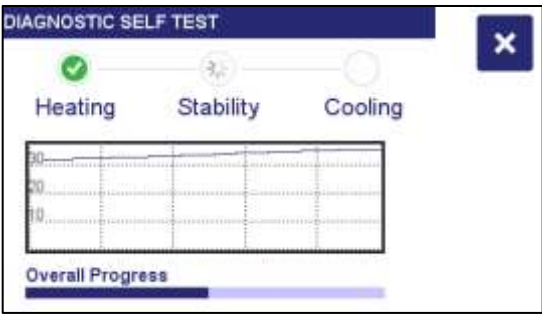 DIAGNOSTIC SELF TEST
Heating Stability Cooling
30
20
10
Overall Progress